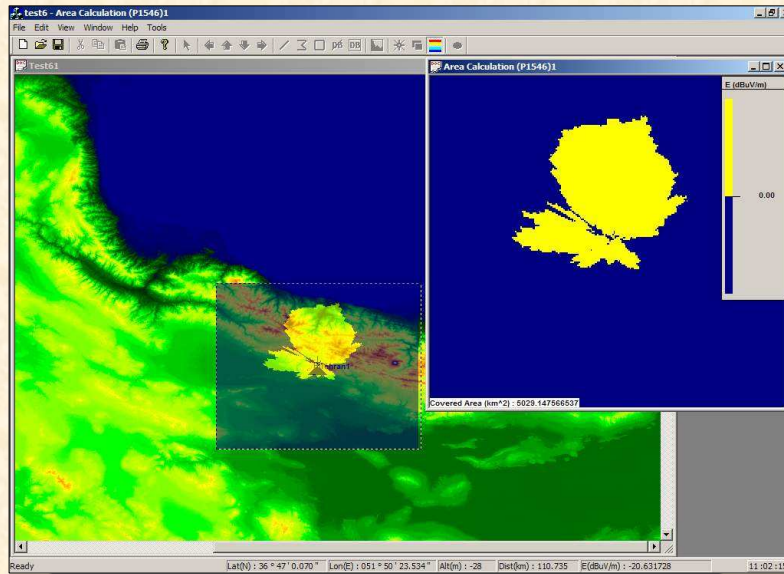 test6 - Area Calculation (P1546)1
File Edit View Window Help Tools
pó DB
Test61
Area Calculation (P1546)1
E (dBuV/m)
0.00
Covered Area (km^2) : 5029.147566537
Ready
Lat(N) : 36 ° 47 ' 0.070 "
Lon(E) : 051 ° 50 ' 23.534 "
Alt(m) : -28
Dist(km) : 110.735
E(dBuV/m) : -20.631728